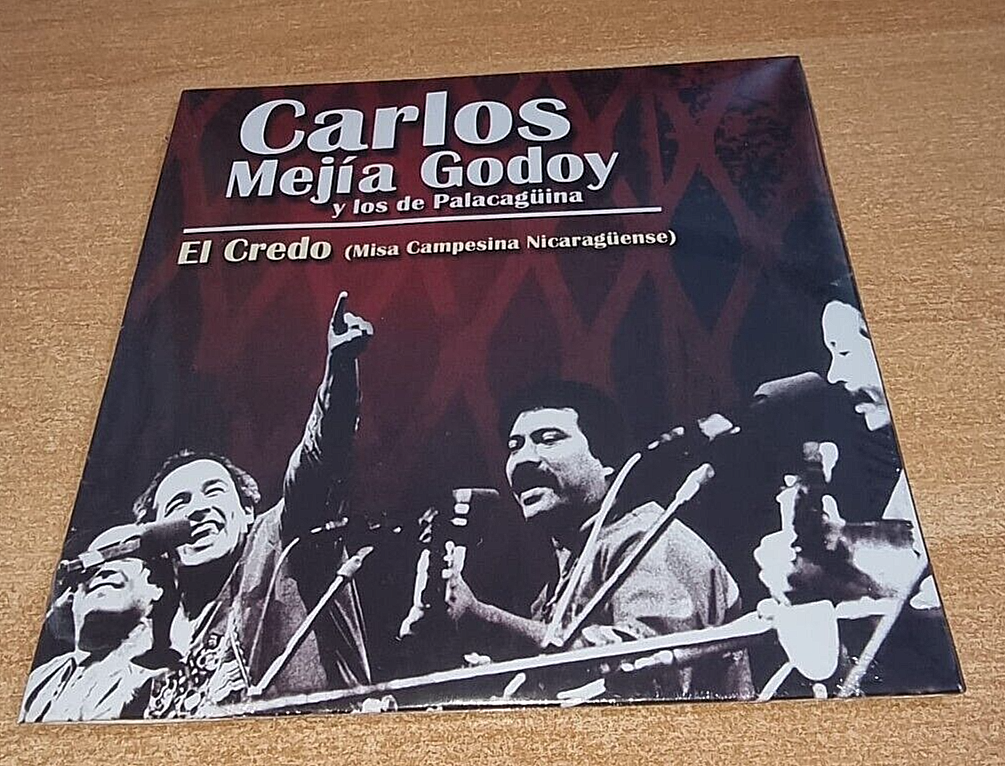 Carlos
Mejía Godoy
y los de Palacagüina
El Credo (Misa Campesina Nicaragüense)